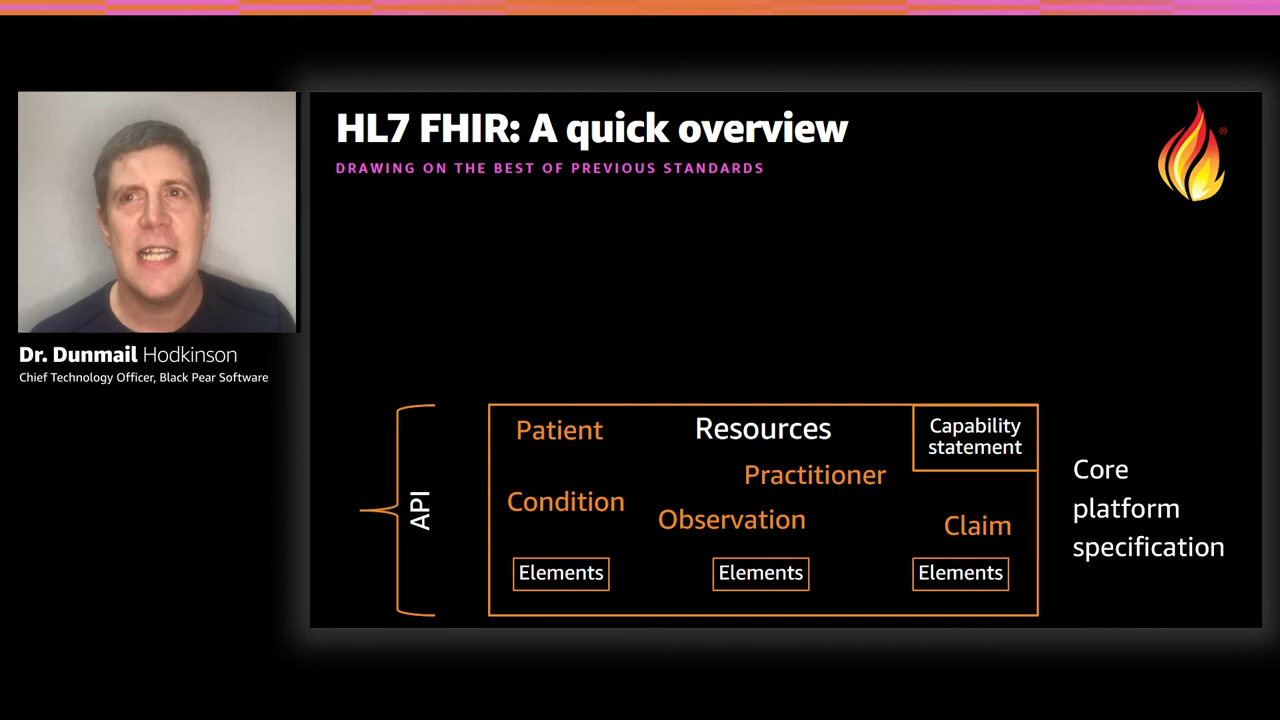 HL7 FHIR: A quick overview
DRAWING ON THE BEST OF PREVIOUS STANDARDS
®
Dr. Dunmail Hodkinson
Chief Technology Officer, Black Pear Software
API
Patient
Resources
Capability
statement
Practitioner
Condition
Observation
Claim
Elements
Elements
Elements
Core
platform
specification